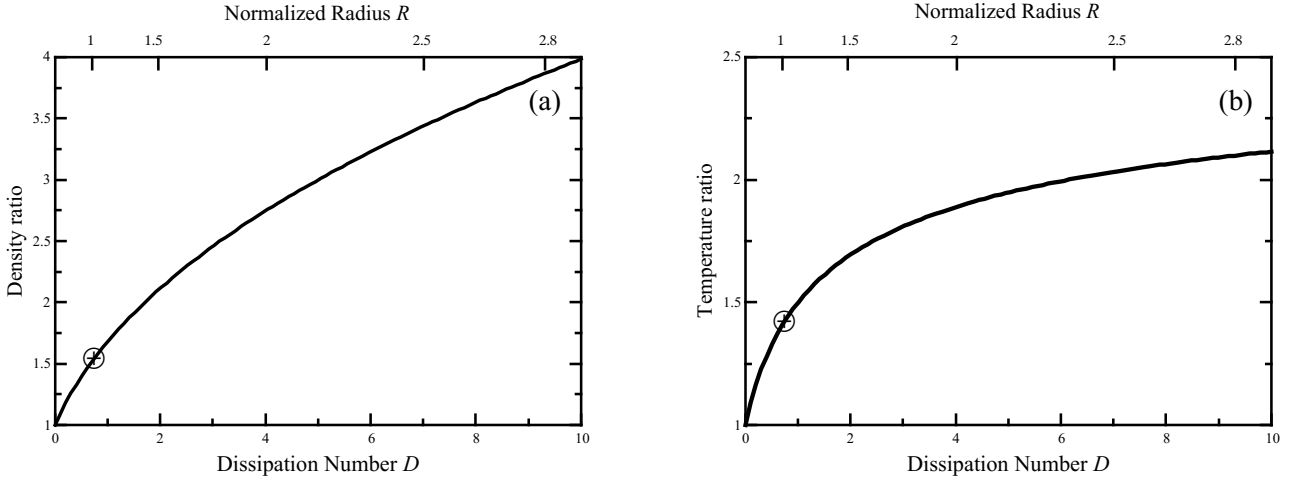 Normalized Radius R
1 1.5 2 2.5 2.8
4
3.5
3
2.5
2
1.5
1
Density ratio
(a)
0 2 4 6 8 10
Dissipation Number D
Normalized Radius R
1 1.5 2 2.5 2.8
2.5
2
1.5
1
Temperature ratio
(b)
0 2 4 6 8 10
Dissipation Number D